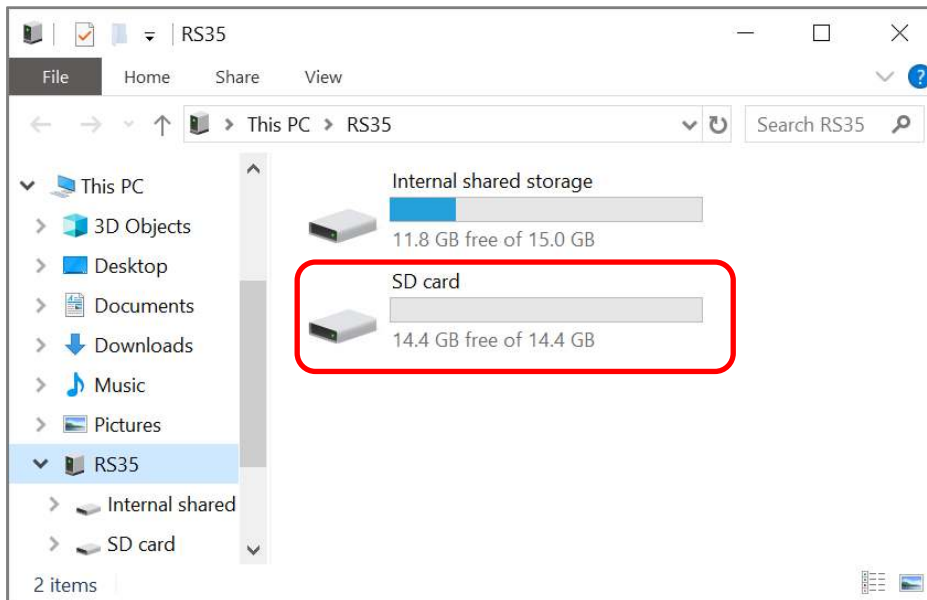 RS35
File Home Share View
This PC > RS35
Search RS35
This PC
3D Objects
Desktop
Documents
Downloads
Music
Pictures
RS35
Internal shared
SD card
Internal shared storage
11.8 GB free of 15.0 GB
SD card
14.4 GB free of 14.4 GB
2 items